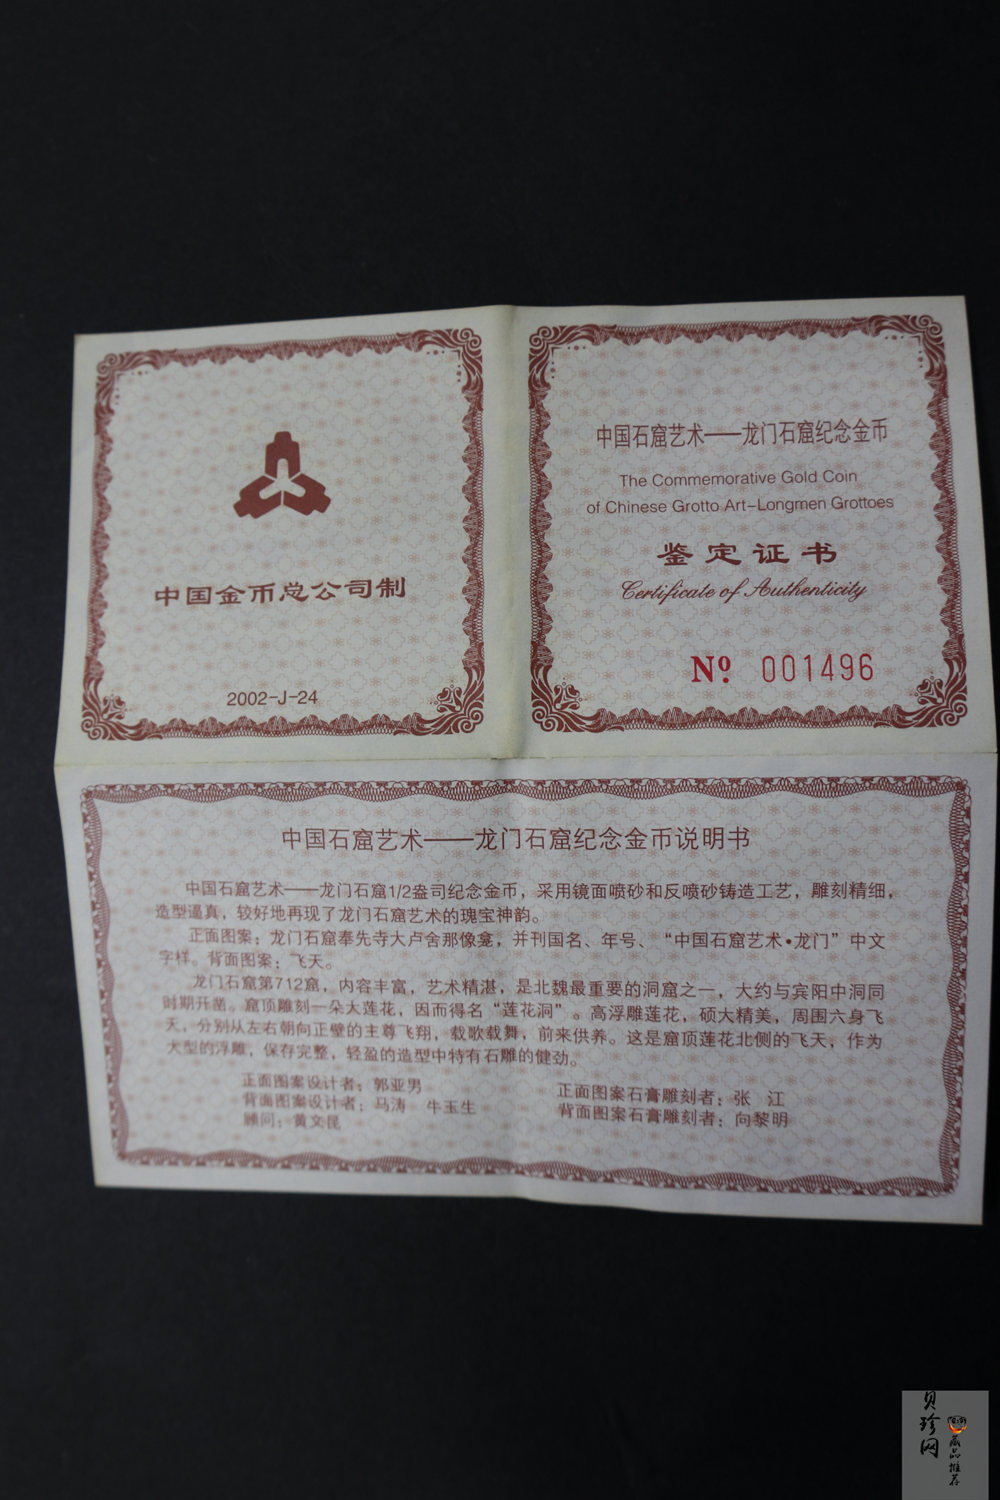 中国金币总公司制
2002-J-24
中国石窟艺术——龙门石窟纪念金币
The Commemorative Gold Coin
of Chinese Grotto Art-Longmen Grottoes
鉴定证书
Certificate of Authenticity
Nº 001496
中国石窟艺术——龙门石窟纪念金币说明书
中国石窟艺术——龙门石窟1/2盎司纪念金币，采用镜面喷砂和反喷砂铸造工艺，雕刻精细，
造型逼真，较好地再现了龙门石窟艺术的瑰宝神韵。
正面图案：龙门石窟奉先寺大卢舍那像龛，并刊国名、年号、“中国石窟艺术•龙门”中文
字样。背面图案：飞天。
龙门石窟第712窟，内容丰富，艺术精湛，是北魏最重要的洞窟之一，大约与宾阳中洞同
时期开凿。窟顶雕刻一朵大莲花，因而得名“莲花洞”。高浮雕莲花，硕大精美，周围六身飞
天，分别从左右朝向正壁的主尊飞翔，载歌载舞，前来供养。这是窟顶莲花北侧的飞天，作为
大型的浮雕，保存完整，轻盈的造型中特有石雕的健劲。
正面图案设计者：郭亚男
背面图案设计者：马涛 牛玉生
顾问：黄文昆
正面图案石膏雕刻者：张 江
背面图案石膏雕刻者：向黎明
贝珍网
藏品推荐